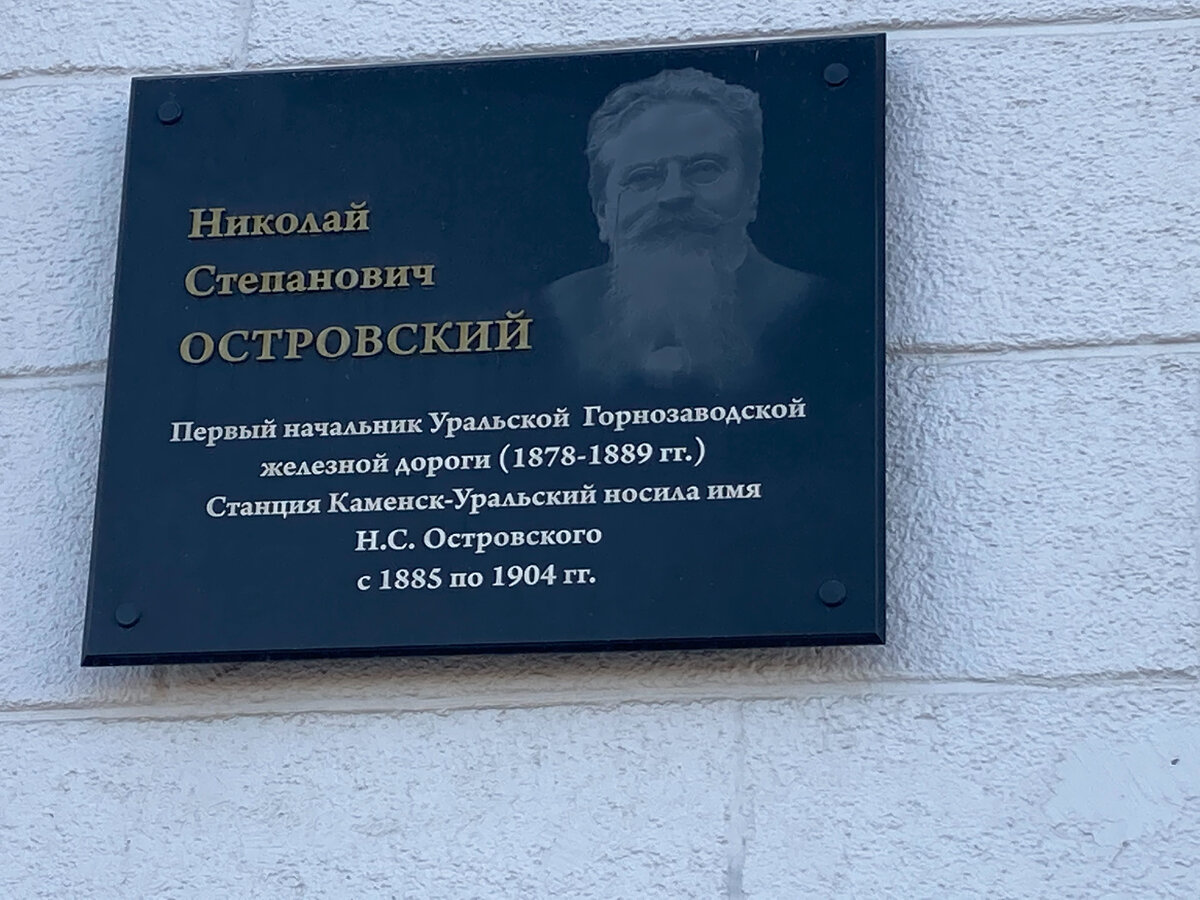 Николай
Степанович
ОСТРОВСКИЙ
Первый начальник Уральской Горнозаводской
железной дороги (1878-1889 гг.)
Станция Каменск-Уральский носила имя
Н.С. Островского
с 1885 по 1904 гг.